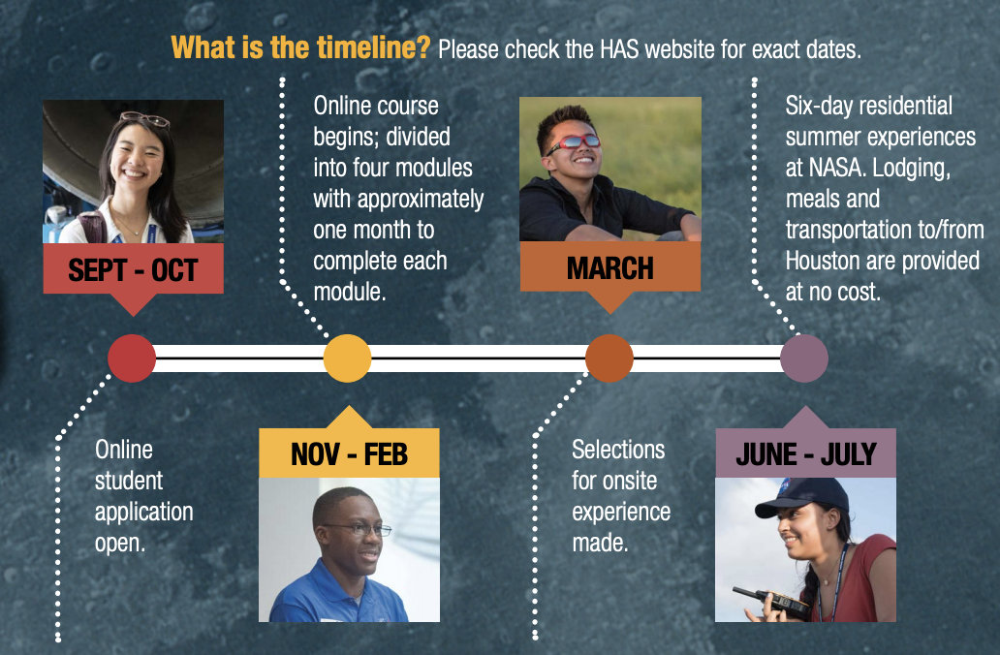 What is the timeline? Please check the HAS website for exact dates.
SEPT - OCT
Online
student
application
open.
Online course
begins; divided
into four modules
with approximately
one month to
complete each
module.
NOV - FEB
MARCH
Selections
for onsite
experience
made.
Six-day residential
summer experiences
at NASA. Lodging,
meals and
transportation to/from
Houston are provided
at no cost.
JUNE - JULY